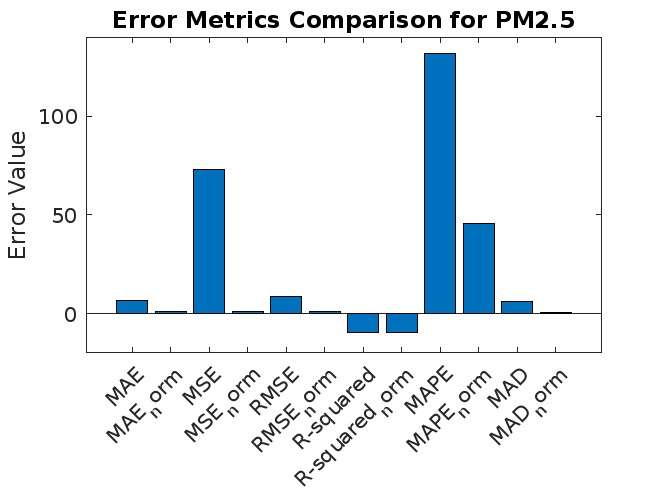 Error Metrics Comparison for PM2.5
Error Value
100
50
0
MAE
MAE_norm
MSE
MSE_norm
RMSE
RMSE_norm
R-squared
R-squared_norm
MAPE
MAPE_norm
MAD
MAD_norm